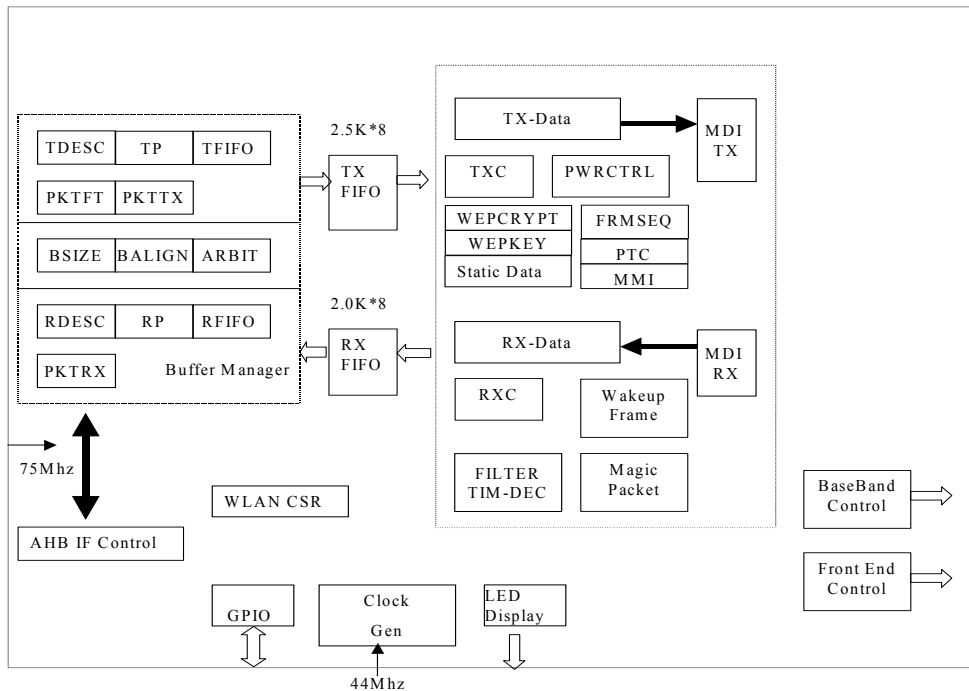 TDESC TP TFIFO
PKTFT PKTTX
BSIZE BALIGN ARBIT
RDESC RP RFIFO
PKTRX
Buffer Manager
75Mhz
AHB IF Control
2.5K*8
TX
FIFO
2.0K*8
RX
FIFO
TX-Data
MDI
TX
TXC
PWRCTRL
WEPCRYPT
WEPKEY
Static Data
FRMSEQ
PTC
MMI
RX-Data
MDI
RX
RXC
Wakeup
Frame
FILTER
TIM-DEC
Magic
Packet
WLAN CSR
BaseBand
Control
Front End
Control
GPIO
Clock
Gen
LED
Display
44Mhz